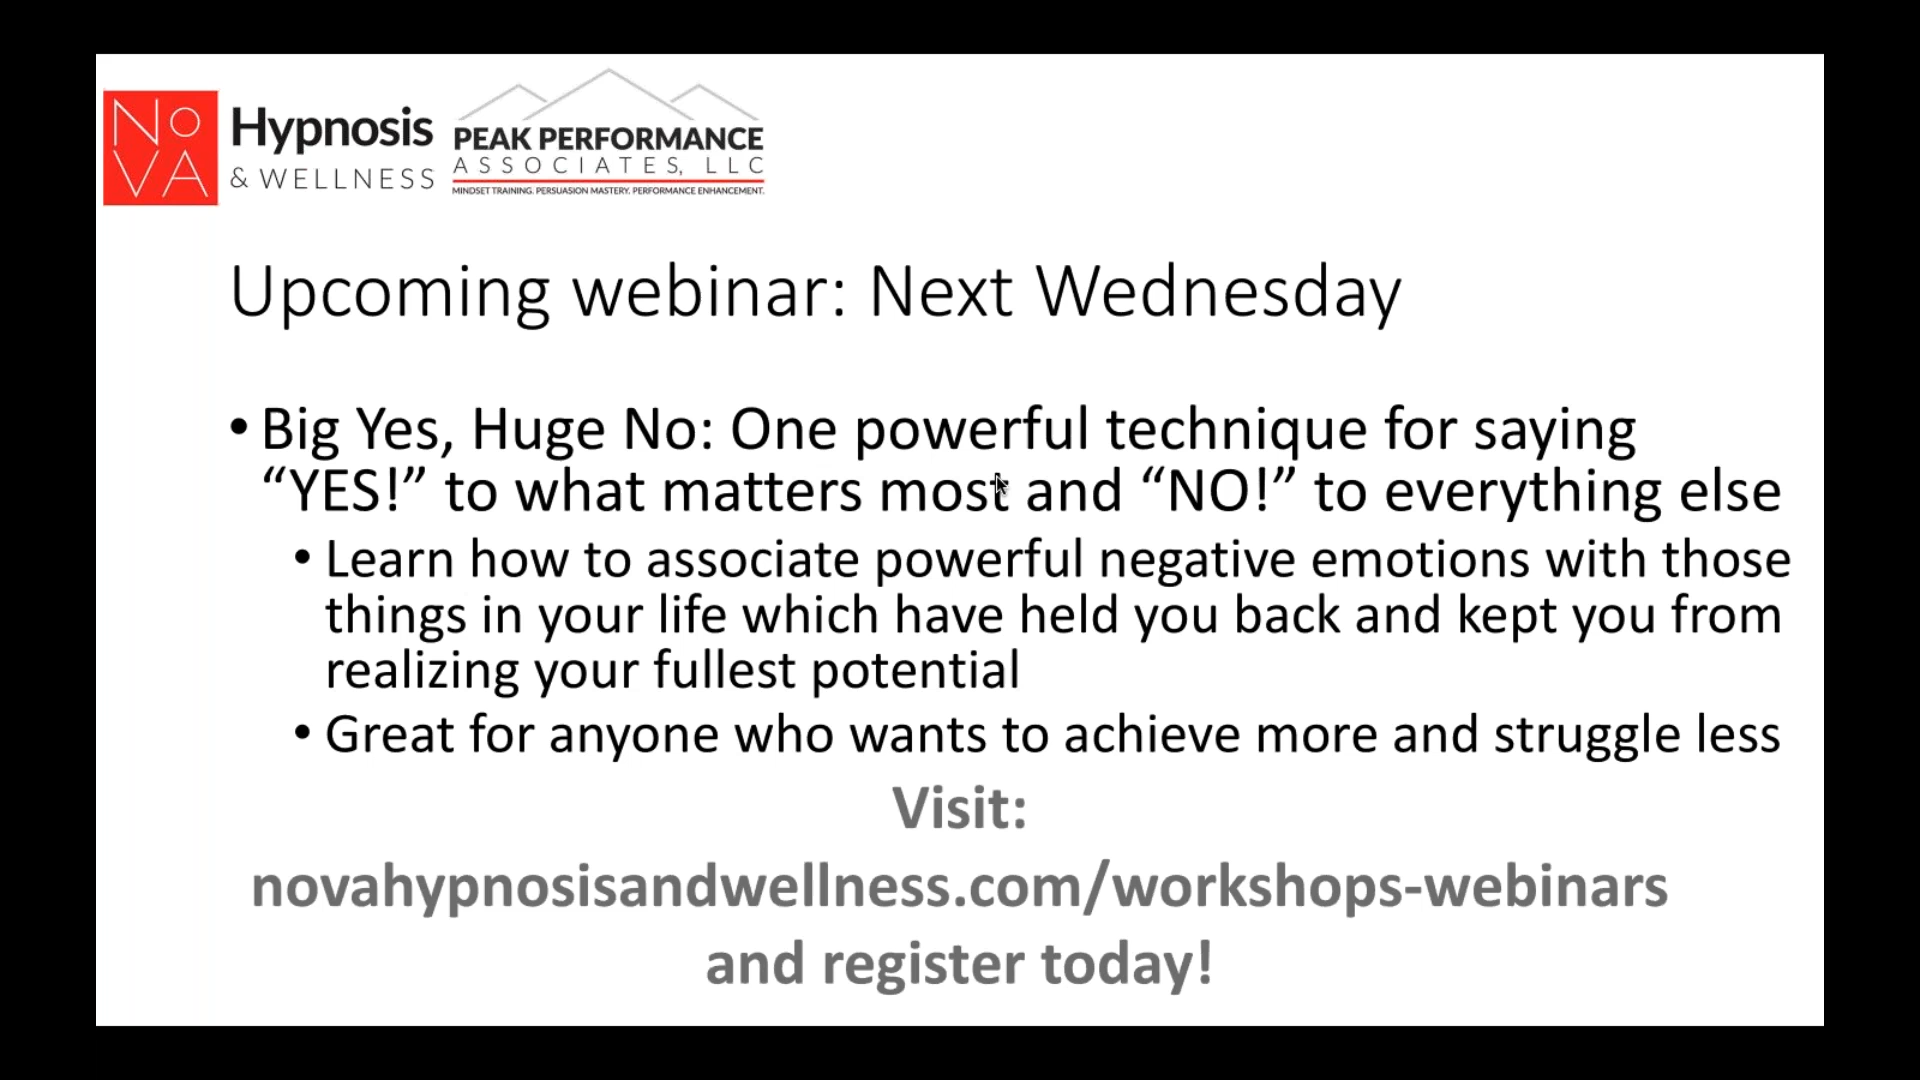 No
VA
Hypnosis
& WELLNESS
PEAK PERFORMANCE
ASSOCIATES, LLC
MINDSET TRAINING. PERSUASION MASTERY. PERFORMANCE ENHANCEMENT.
Upcoming webinar: Next Wednesday
• Big Yes, Huge No: One powerful technique for saying
“YES!” to what matters most and “NO!” to everything else
• Learn how to associate powerful negative emotions with those
things in your life which have held you back and kept you from
realizing your fullest potential
• Great for anyone who wants to achieve more and struggle less
Visit:
novahypnosisandwellness.com/workshops-webinars
and register today!